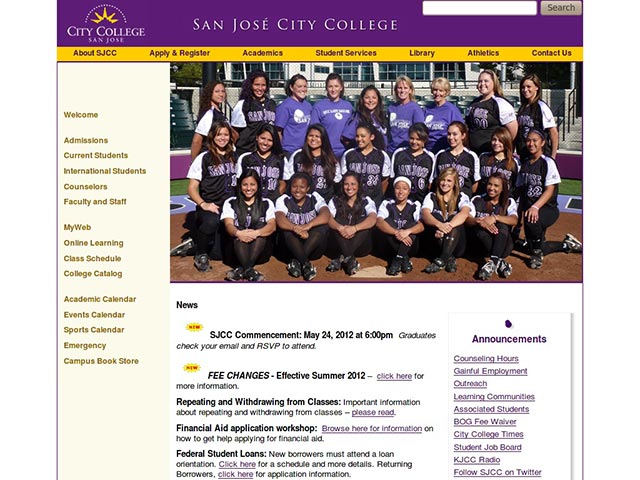 CITY COLLEGE
SAN JOSE
SAN JOSÉ CITY COLLEGE
Search
About SJCC Apply & Register Academics Student Services Library Athletics Contact Us
Welcome
Admissions
Current Students
International Students
Counselors
Faculty and Staff
MyWeb
Online Learning
Class Schedule
College Catalog
Academic Calendar
Events Calendar
Sports Calendar
Emergency
Campus Book Store
News
NEW SJCC Commencement: May 24, 2012 at 6:00pm Graduates
check your email and RSVP to attend.
NEW FEE CHANGES - Effective Summer 2012 – click here for
more information.
Repeating and Withdrawing from Classes: Important information
about repeating and withdrawing from classes – please read.
Financial Aid application workshop: Browse here for information on
how to get help applying for financial aid.
Federal Student Loans: New borrowers must attend a loan
orientation. Click here for a schedule and more details. Returning
Borrowers, click here for application information.
Announcements
Counseling Hours
Gainful Employment
Outreach
Learning Communities
Associated Students
BOG Fee Waiver
City College Times
Student Job Board
KJCC Radio
Follow SJCC on Twitter